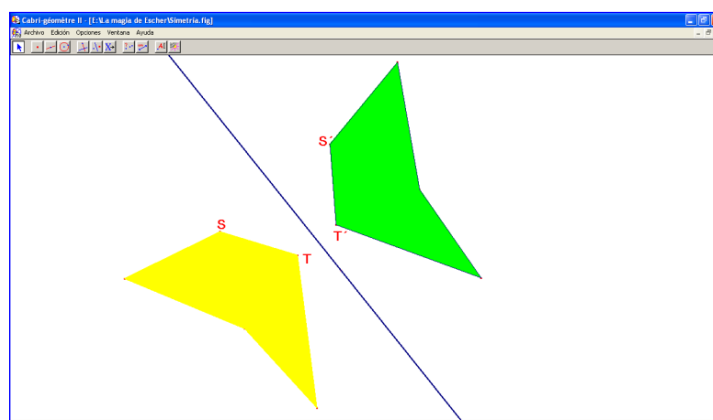 Cabri-géomètre II - [E:\La magia de Escher\Simetria.fig]
Archivo Edición Opciones Ventana Ayuda
S´
T´
S
T